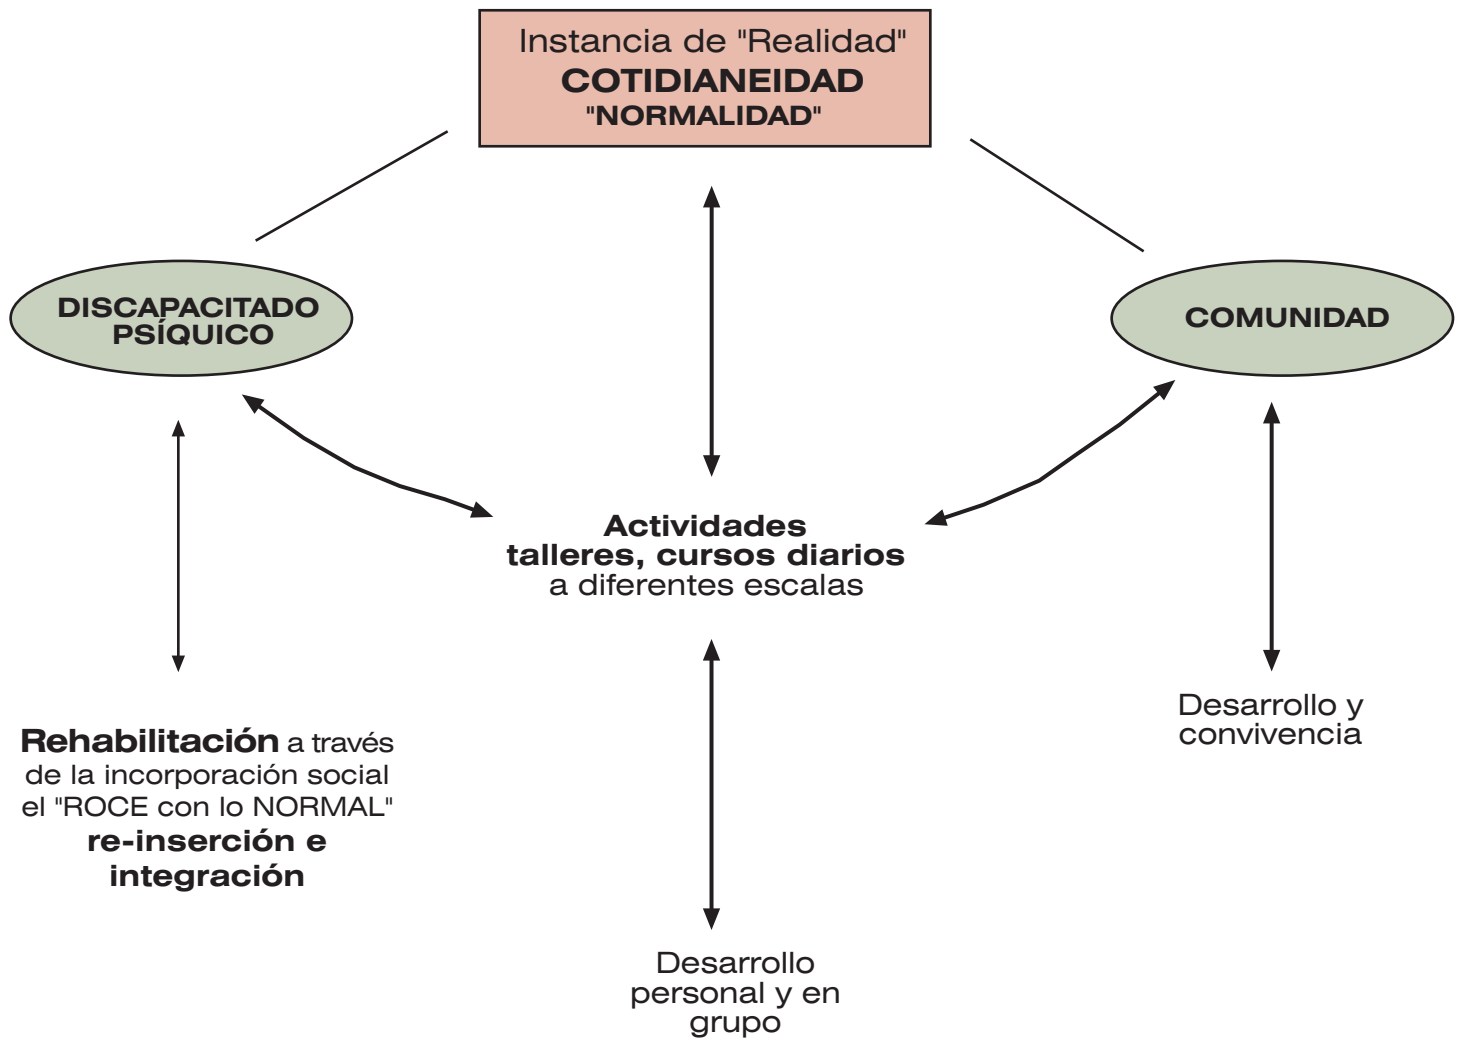 Instancia de "Realidad"
COTIDIANEIDAD
"NORMALIDAD"
DISCAPACITADO
PSÍQUICO
COMUNIDAD
Actividades
talleres, cursos diarios
a diferentes escalas
Rehabilitación a través
de la incorporación social
el "ROCE con lo NORMAL"
re-inserción e
integración
Desarrollo y
convivencia
Desarrollo
personal y en
grupo